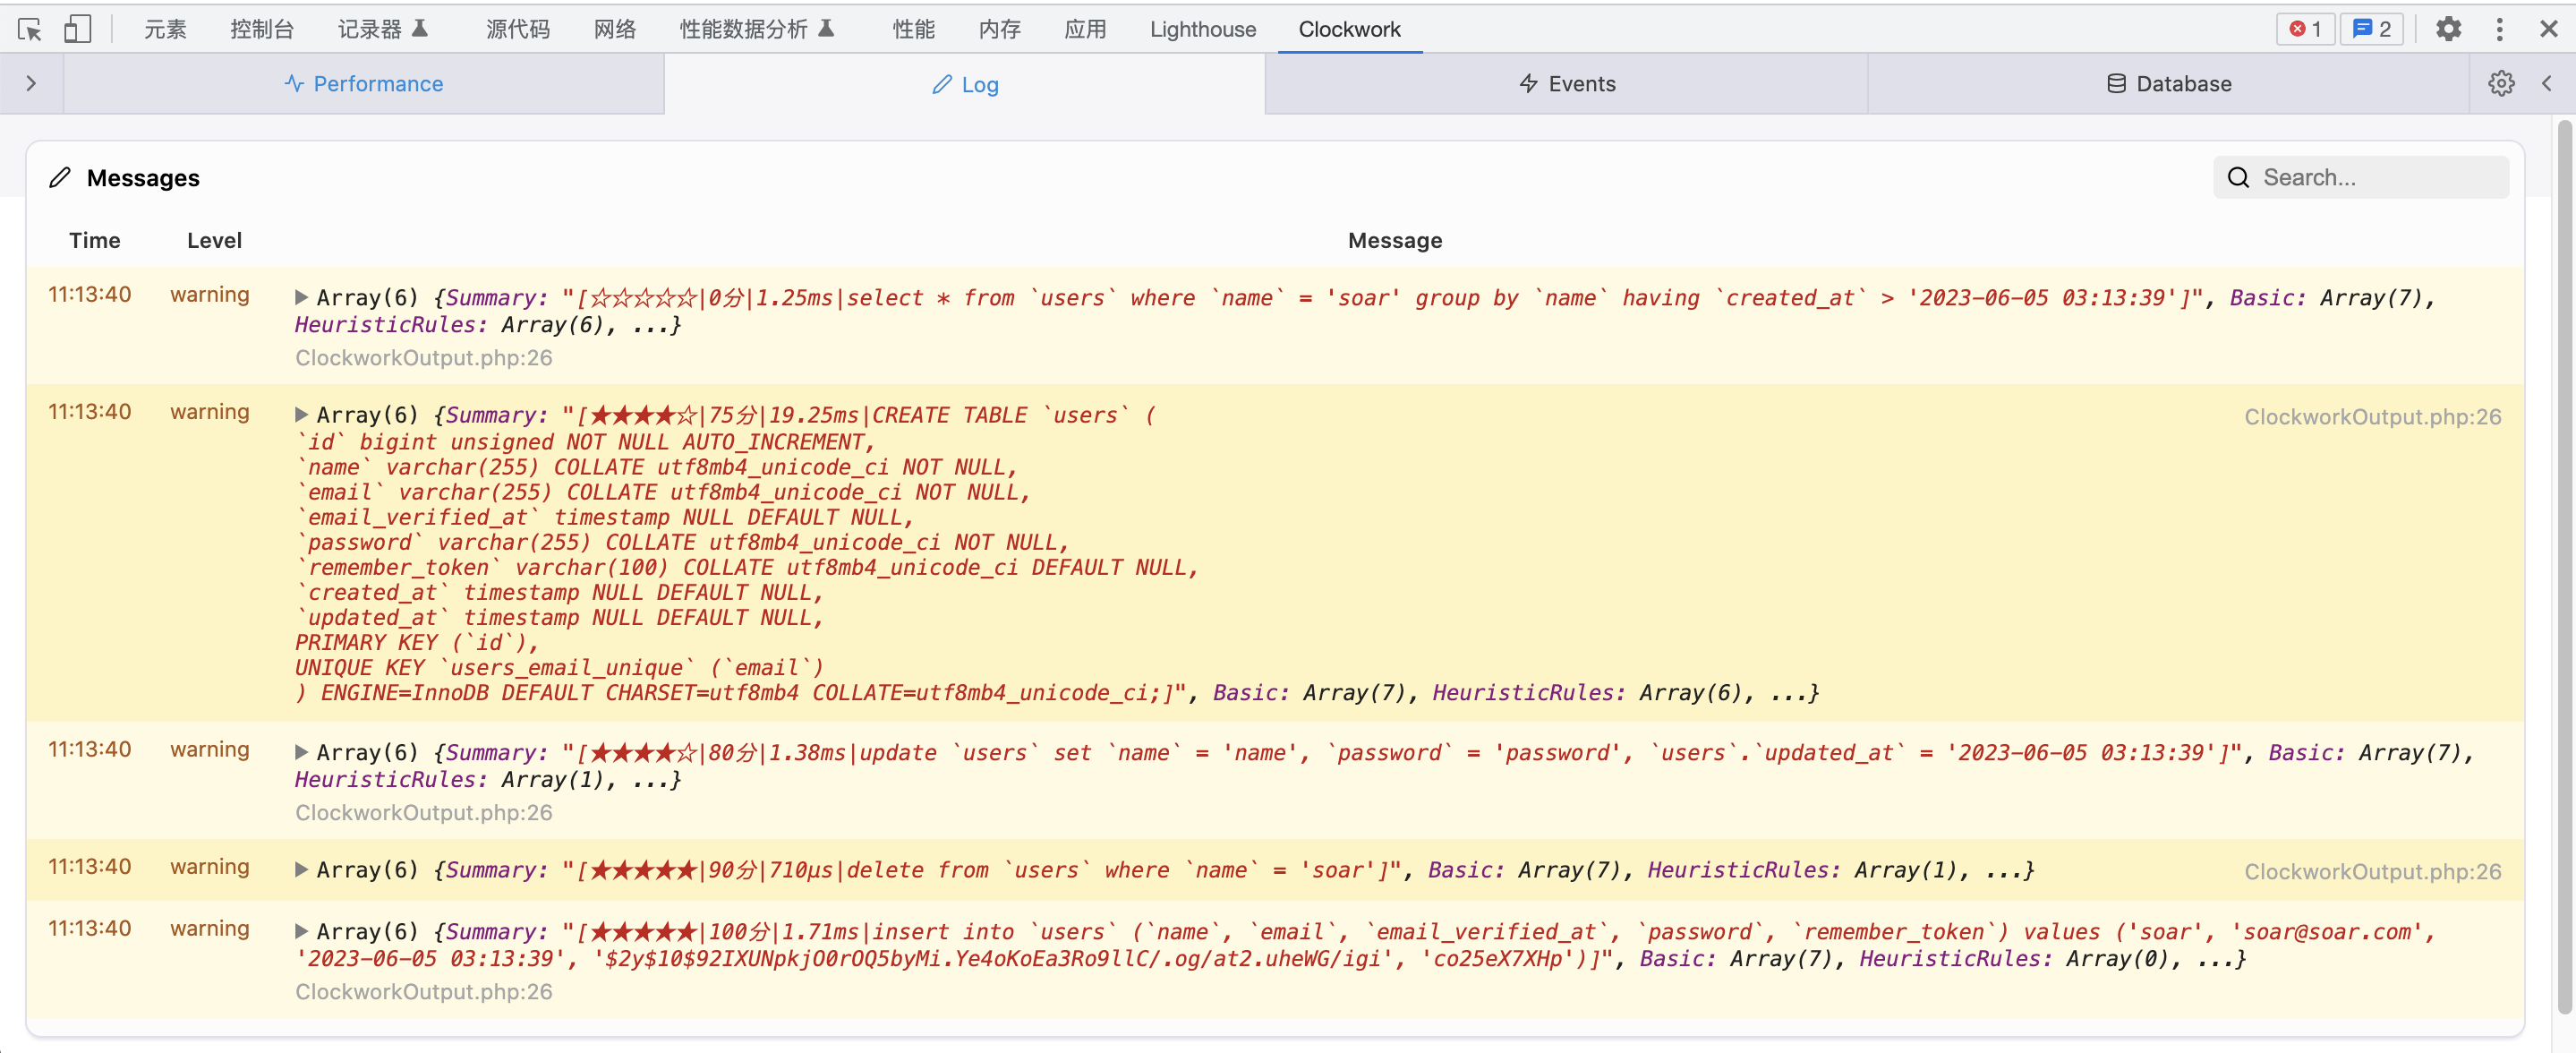 元素 控制台 记录器 源代码 网络 性能数据分析 性能 内存 应用 Lighthouse Clockwork 1 2
Performance Log Events Database
Messages Search...
Time Level Message
11:13:40 warning Array(6) {Summary: "[☆☆☆☆☆|0分|1.25ms|select * from `users` where `name` = 'soar' group by `name` having `created_at` > '2023-06-05 03:13:39']", Basic: Array(7),
HeuristicRules: Array(6), ...}
ClockworkOutput.php:26
11:13:40 warning Array(6) {Summary: "[★★★★☆|75分|19.25ms|CREATE TABLE `users` ( ClockworkOutput.php:26
`id` bigint unsigned NOT NULL AUTO_INCREMENT,
`name` varchar(255) COLLATE utf8mb4_unicode_ci NOT NULL,
`email` varchar(255) COLLATE utf8mb4_unicode_ci NOT NULL,
`email_verified_at` timestamp NULL DEFAULT NULL,
`password` varchar(255) COLLATE utf8mb4_unicode_ci NOT NULL,
`remember_token` varchar(100) COLLATE utf8mb4_unicode_ci DEFAULT NULL,
`created_at` timestamp NULL DEFAULT NULL,
`updated_at` timestamp NULL DEFAULT NULL,
PRIMARY KEY (`id`),
UNIQUE KEY `users_email_unique` (`email`)
) ENGINE=InnoDB DEFAULT CHARSET=utf8mb4 COLLATE=utf8mb4_unicode_ci;]", Basic: Array(7), HeuristicRules: Array(6), ...}
11:13:40 warning Array(6) {Summary: "[★★★★☆|80分|1.38ms|update `users` set `name` = 'name', `password` = 'password', `users`.`updated_at` = '2023-06-05 03:13:39']", Basic: Array(7),
HeuristicRules: Array(1), ...}
ClockworkOutput.php:26
11:13:40 warning Array(6) {Summary: "[★★★★★|90分|710μs|delete from `users` where `name` = 'soar']", Basic: Array(7), HeuristicRules: Array(1), ...} ClockworkOutput.php:26
11:13:40 warning Array(6) {Summary: "[★★★★★|100分|1.71ms|insert into `users` (`name`, `email`, `email_verified_at`, `password`, `remember_token`) values ('soar', 'soar@soar.com',
'2023-06-05 03:13:39', '$2y$10$92IXUNpkjO0rOQ5byMi.Ye4oKoEa3Ro9llC/.og/at2.uheWG/igi', 'co25eX7XHp')]", Basic: Array(7), HeuristicRules: Array(0), ...}
ClockworkOutput.php:26